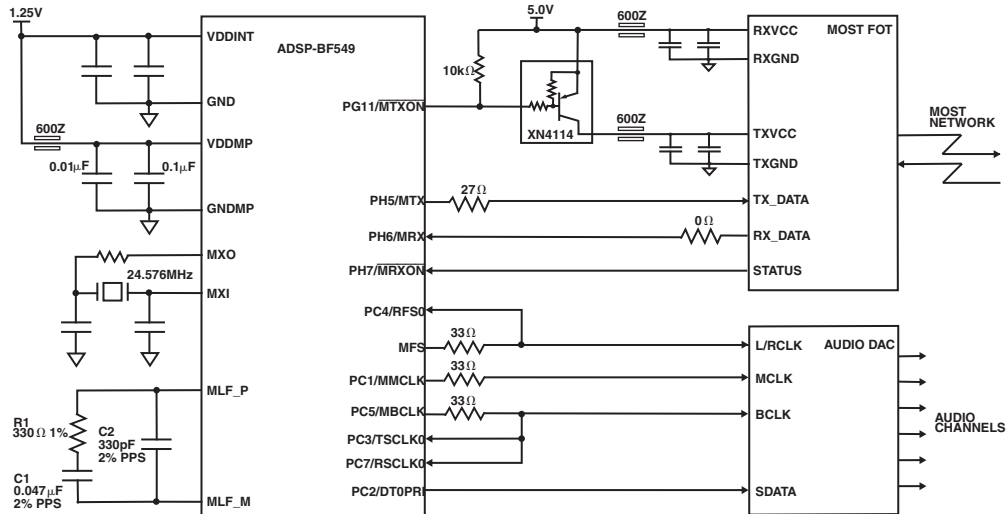 1.25V
5.0V
600Z
VDDINT
ADSP-BF549
RXVCC
MOST FOT
RXGND
10kΩ
GND
PG11/MTXON
XN4114
600Z
TXVCC
MOST
NETWORK
600Z
VDDMP
TXGND
0.01µF
0.1µF
27Ω
GNDMP
PH5/MTX
TX_DATA
0Ω
PH6/MRX
RX_DATA
MXO
24.576MHz
PH7/MRXON
STATUS
MXI
PC4/RFS0
33Ω
MFS
L/RCLK
AUDIO DAC
33Ω
PC1/MMCLK
MCLK
MLF_P
33Ω
PC5/MBCLK
BCLK
AUDIO
CHANNELS
R1
330Ω 1%
C2
330pF
2% PPS
PC3/TSCLK0
PC7/RSCLK0
C1
0.047µF
2% PPS
PC2/DT0PRI
SDATA
MLF_M